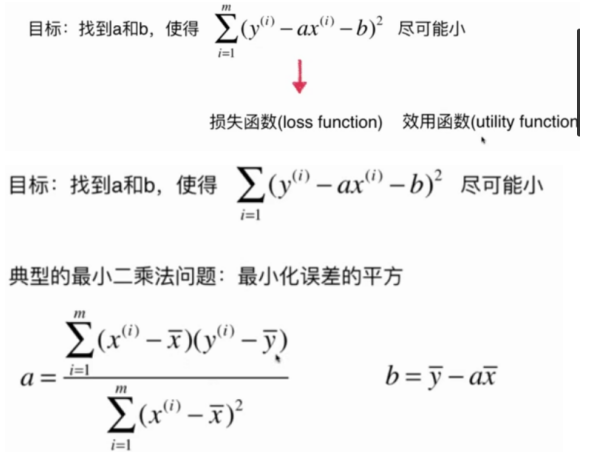 目标：找到a和b，使得 $\sum_{i=1}^{m}(y^{(i)} - ax^{(i)} - b)^2$ 尽可能小
损失函数(loss function) 效用函数(utility function
目标：找到a和b，使得 $\sum_{i=1}(y^{(i)} - ax^{(i)} - b)^2$ 尽可能小
典型的最小二乘法问题：最小化误差的平方
$a = \frac{\sum_{i=1}^{m}(x^{(i)} - \overline{x})(y^{(i)} - \overline{y})}{\sum_{i=1}^{m}(x^{(i)} - \overline{x})^2}$ $b = \overline{y} - a\overline{x}$